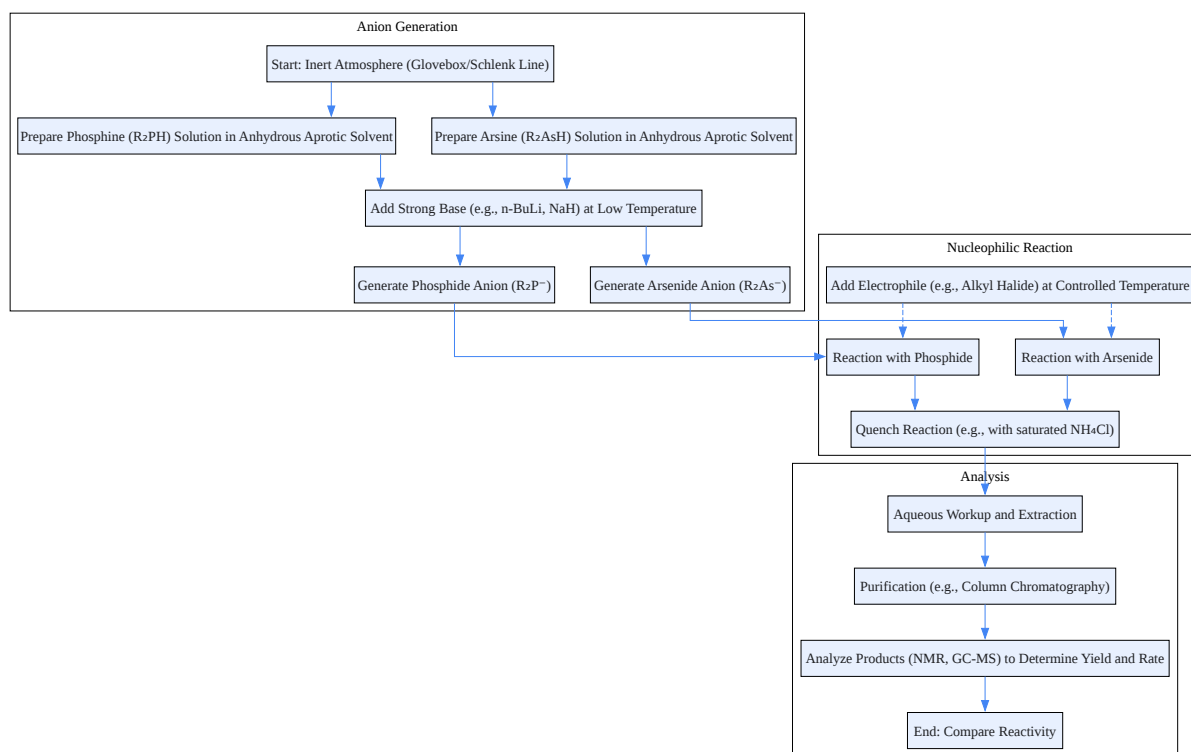 Anion Generation
Start: Inert Atmosphere (Glovebox/Schlenk Line)
Prepare Phosphine (R₂PH) Solution in Anhydrous Aprotic Solvent
Prepare Arsine (R₂AsH) Solution in Anhydrous Aprotic Solvent
Add Strong Base (e.g., n-BuLi, NaH) at Low Temperature
Generate Phosphide Anion (R₂P⁻)
Generate Arsenide Anion (R₂As⁻)
Nucleophilic Reaction
Add Electrophile (e.g., Alkyl Halide) at Controlled Temperature
Reaction with Phosphide
Reaction with Arsenide
Quench Reaction (e.g., with saturated NH₄Cl)
Analysis
Aqueous Workup and Extraction
Purification (e.g., Column Chromatography)
Analyze Products (NMR, GC-MS) to Determine Yield and Rate
End: Compare Reactivity